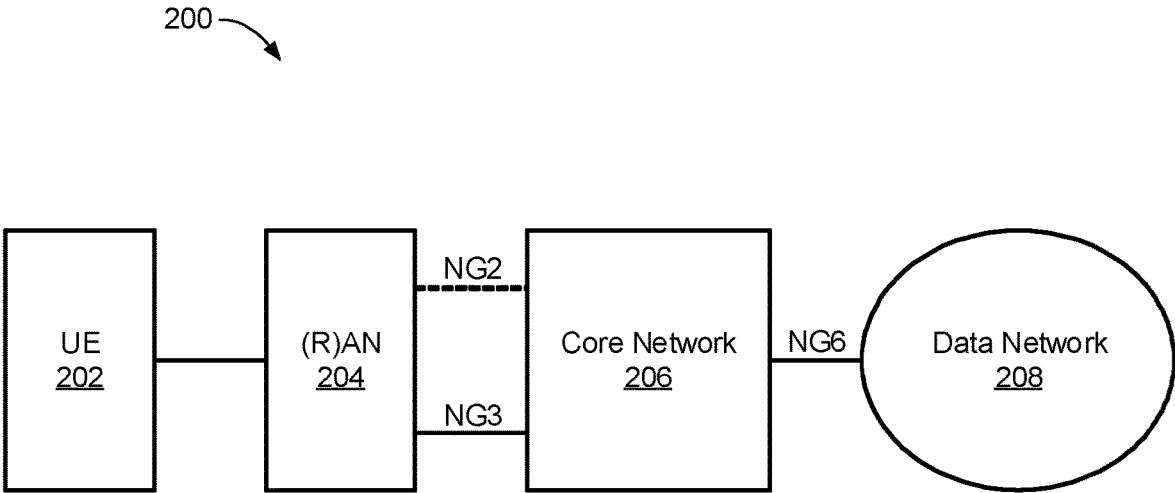 200
NG2
UE
202
(R)AN
204
Core Network
206
NG6
Data Network
208
NG3